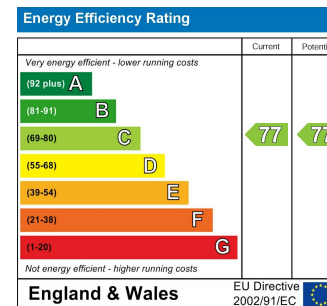 Energy Efficiency Rating
Current Potenti
Very energy efficient - lower running costs
(92 plus) A
(81-91) B
(69-80) C 77 77
(55-68) D
(39-54) E
(21-38) F
(1-20) G
Not energy efficient - higher running costs
England & Wales
EU Directive
2002/91/EC